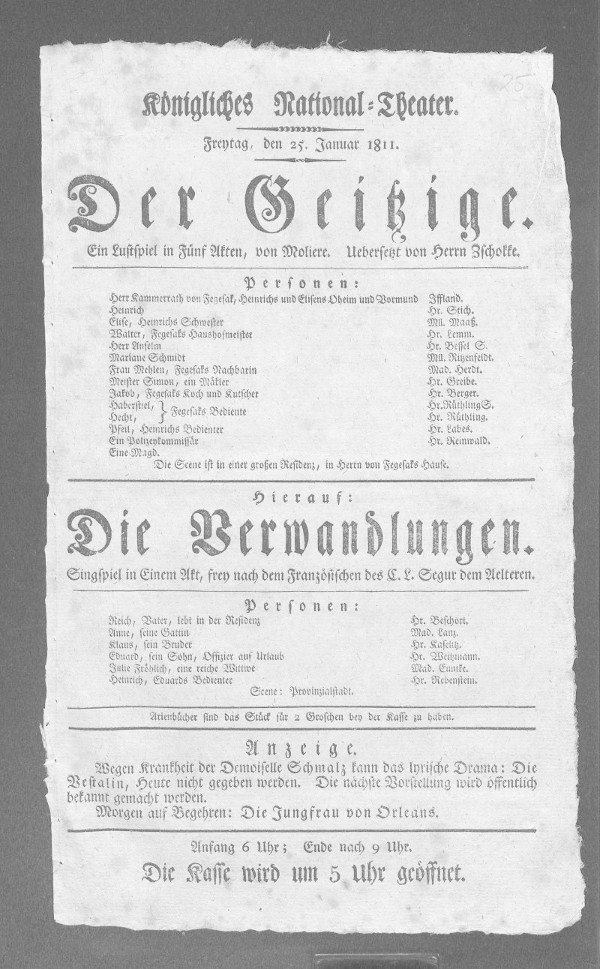 25
Königliches National-Theater.
Freytag, den 25. Januar 1811.
Der Geitzige.
Ein Lustspiel in Fünf Akten, von Moliere. Uebersetzt von Herrn Zschokke.
Personen:
Herr Kammerrath von Fegesak, Heinrichs und Elisens Oheim und Vormund Iffland.
Heinrich Hr. Stich.
Elise, Heinrichs Schwester Mll. Maaß.
Walter, Fegesaks Haushofmeister Hr. Lemm.
Herr Anselm Hr. Bessel S.
Mariane Schmidt Mll. Ritzenfeldt.
Frau Mehlen, Fegesaks Nachbarin Mad. Herdt.
Meister Simon, ein Mäkler Hr. Greibe.
Jakob, Fegesaks Koch und Kutscher Hr. Berger.
Haberstiel, Hr. Rüthling S.
} Fegesaks Bediente
Hecht, Hr. Rüthling.
Pfeil, Heinrichs Bedienter Hr. Labes.
Ein Polizeykommissär Hr. Reinwald.
Eine Magd.
Die Scene ist in einer großen Residenz, in Herrn von Fegesaks Hause.
Hierauf:
Die Verwandlungen.
Singspiel in Einem Akt, frey nach dem Französischen des C. L. Segur dem Aelteren.
Personen:
Reich, Vater, lebt in der Residenz Hr. Beschort.
Anne, seine Gattin Mad. Lanz.
Klaus, sein Bruder Hr. Kaselitz.
Eduard, sein Sohn, Offizier auf Urlaub Hr. Weitzmann.
Julie Fröhlich, eine reiche Wittwe Mad. Eunike.
Heinrich, Eduards Bedienter Hr. Rebenstein.
Scene: Provinzialstadt.
Arienbücher sind das Stück für 2 Groschen bey der Kasse zu haben.
Anzeige.
Wegen Krankheit der Demoiselle Schmalz kann das lyrische Drama: Die
Vestalin, Heute nicht gegeben werden. Die nächste Vorstellung wird öffentlich
bekannt gemacht werden.
Morgen auf Begehren: Die Jungfrau von Orleans.
Anfang 6 Uhr; Ende nach 9 Uhr.
Die Kasse wird um 5 Uhr geöffnet.